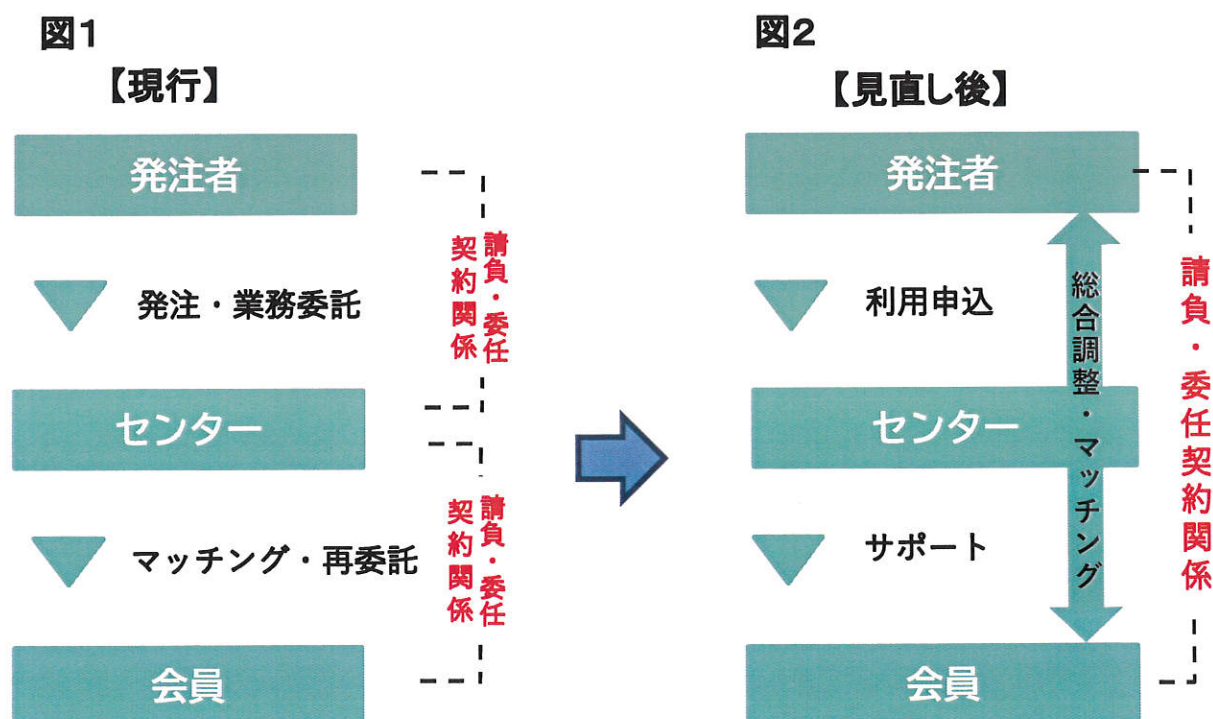 図1
【現行】
発注者
発注・業務委託
請負・委任
契約関係
センター
マッチング・再委託
請負・委任
契約関係
会員
図2
【見直し後】
発注者
利用申込
センター
サポート
会員
総合調整・マッチング
請負・委任契約関係